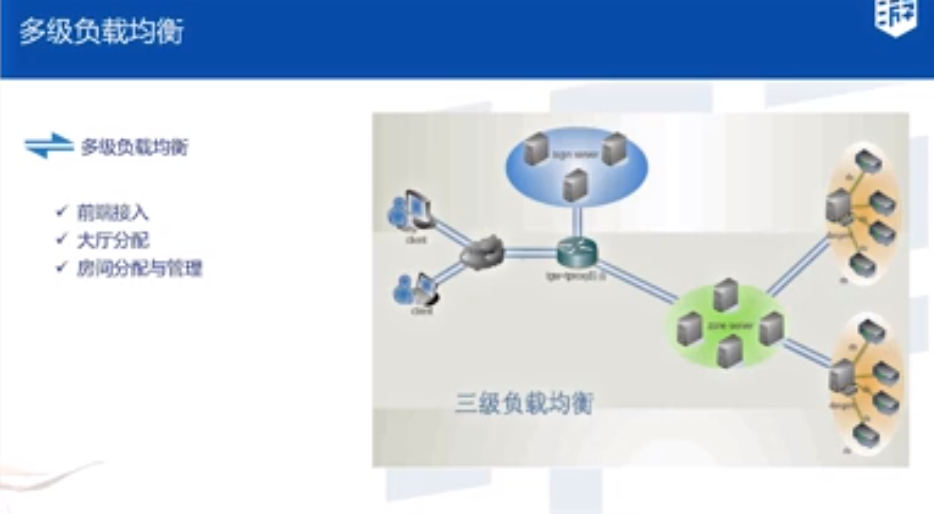 多级负载均衡
多级负载均衡
✓ 前端接入
✓ 大厅分配
✓ 房间分配与管理
login server
client
client
zone server
三级负载均衡